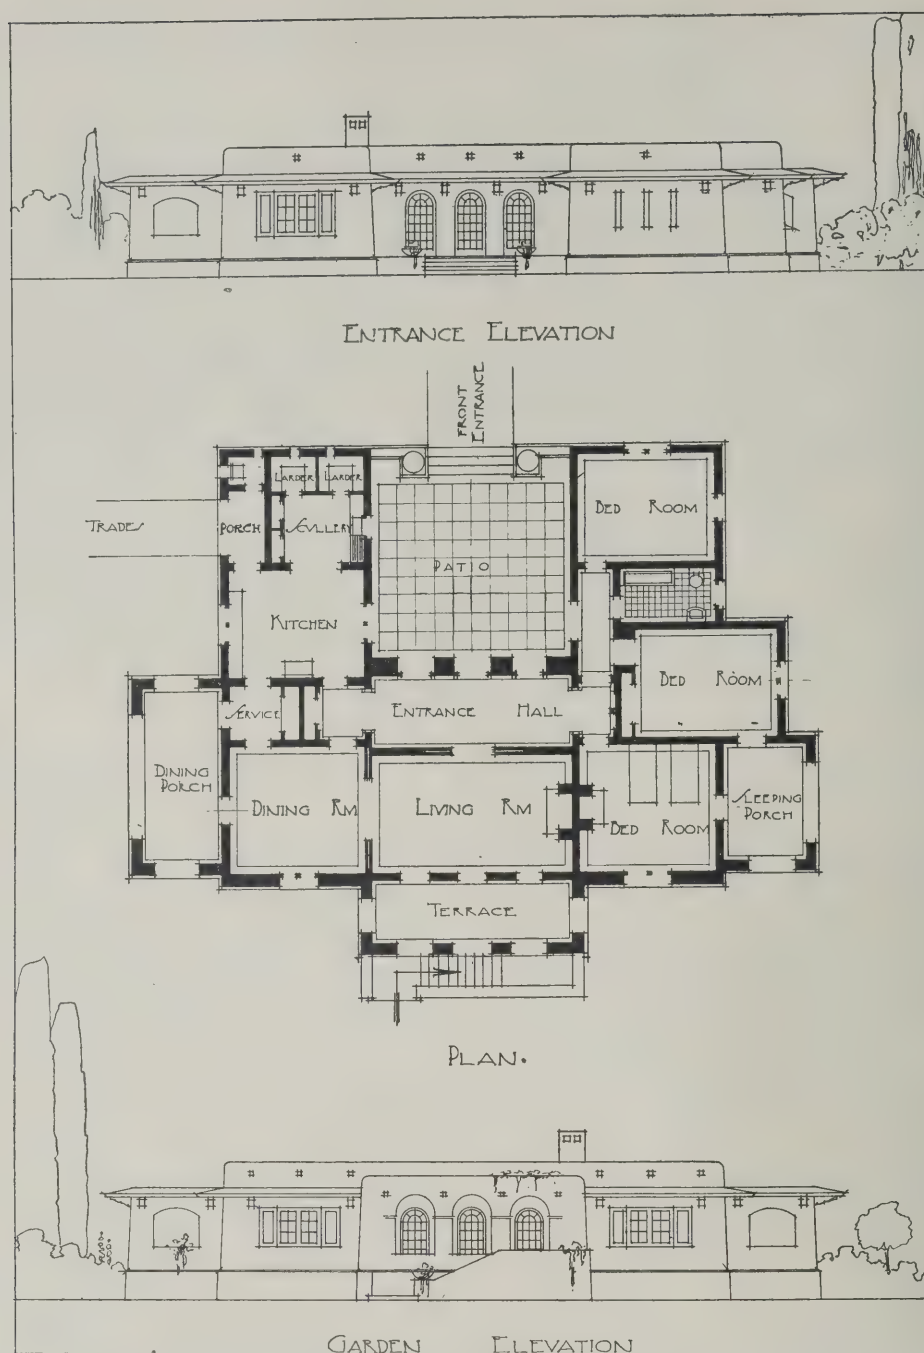 ENTRANCE ELEVATION
FRONT
ENTRANCE
LARDER
LARDER
TRADES
PORCH
SCULLERY
PATIO
BED ROOM
KITCHEN
BED ROOM
SERVICE
ENTRANCE HALL
DINING
PORCH
DINING RM
LIVING RM
BED ROOM
SLEEPING
PORCH
TERRACE
PLAN.
GARDEN ELEVATION